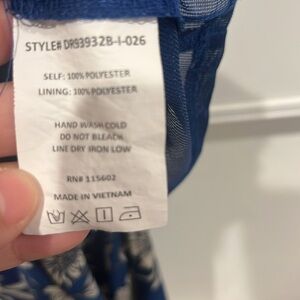 STYLE# DR93932B-I-026
SELF: 100% POLYESTER
LINING: 100% POLYESTER
HAND WASH COLD
DO NOT BLEACH
LINE DRY IRON LOW
RN# 115602
MADE IN VIETNAM